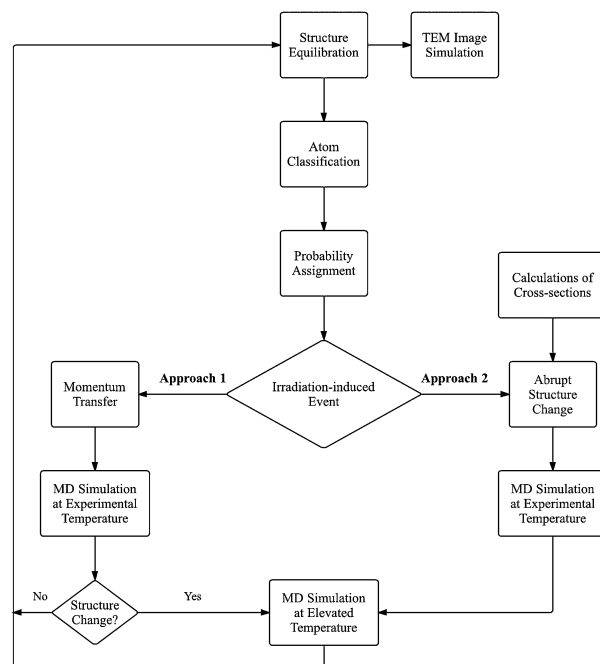 Structure
Equilibration
TEM Image
Simulation
Atom
Classification
Probability
Assignment
Calculations of
Cross-sections
Approach 1
Irradiation-induced
Event
Approach 2
Momentum
Transfer
Abrupt
Structure
Change
MD Simulation
at Experimental
Temperature
MD Simulation
at Experimental
Temperature
No
Structure
Change?
Yes
MD Simulation
at Elevated
Temperature